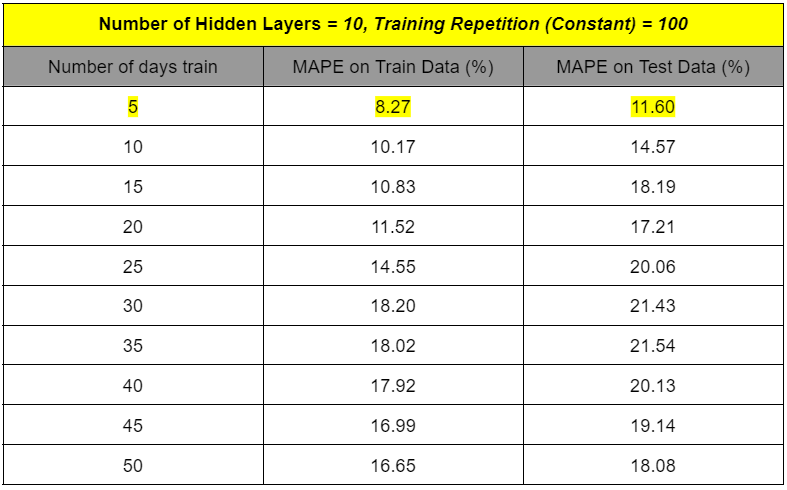 Number of Hidden Layers = 10, Training Repetition (Constant) = 100
Number of days train MAPE on Train Data (%) MAPE on Test Data (%)
5 8.27 11.60
10 10.17 14.57
15 10.83 18.19
20 11.52 17.21
25 14.55 20.06
30 18.20 21.43
35 18.02 21.54
40 17.92 20.13
45 16.99 19.14
50 16.65 18.08